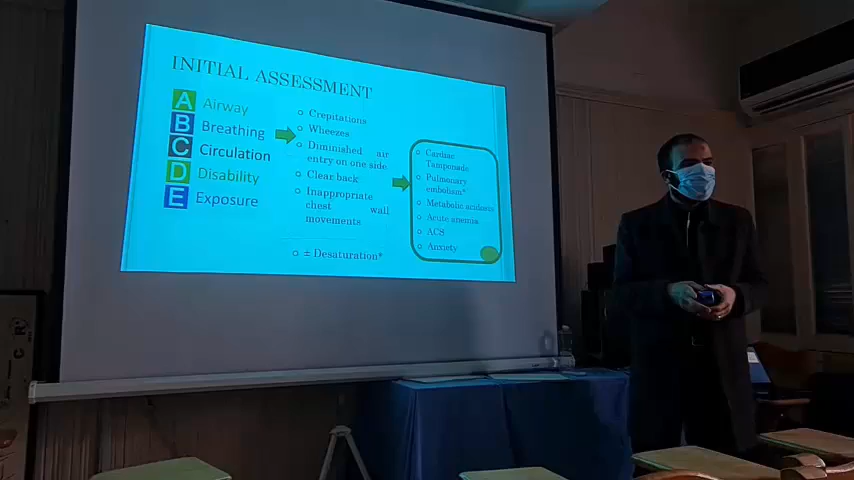 INITIAL ASSESSMENT
A Airway
B Breathing
C Circulation
D Disability
E Exposure
○ Crepitations
○ Wheezes
○ Diminished air
entry on one side
○ Clear back
○ Inappropriate
chest wall
movements
○ ± Desaturation*
○ Cardiac
Tamponade
○ Pulmonary
embolism*
○ Metabolic acidosis
○ Acute anemia
○ ACS
○ Anxiety